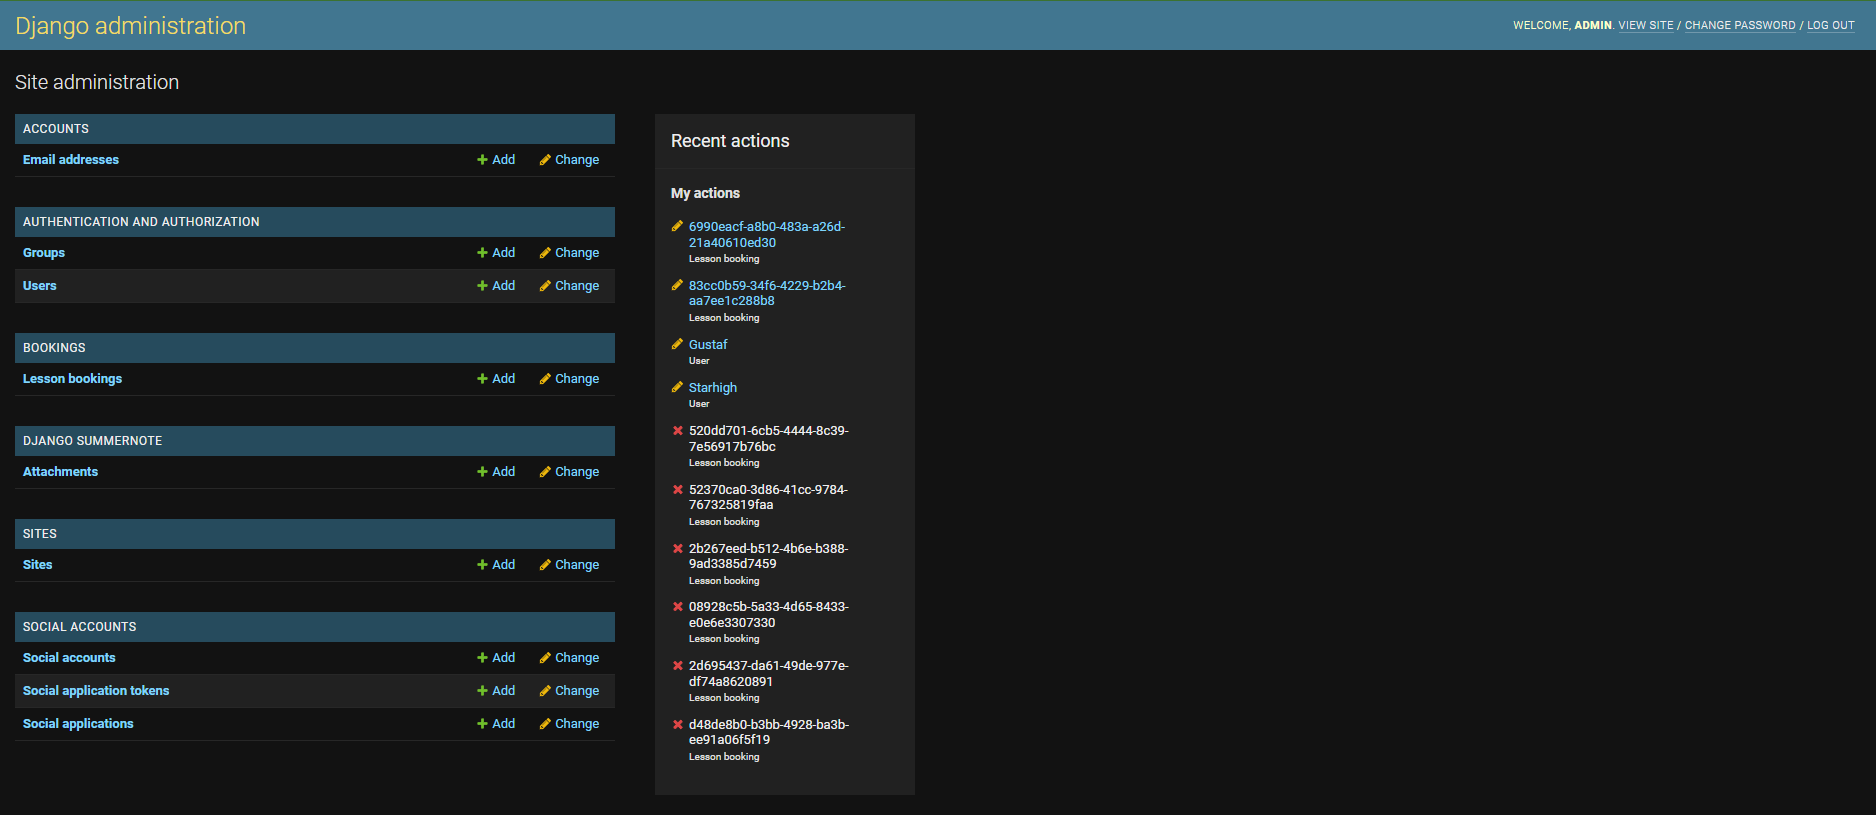 Django administration
WELCOME, ADMIN. VIEW SITE / CHANGE PASSWORD / LOG OUT
Site administration
ACCOUNTS
Email addresses Add Change
AUTHENTICATION AND AUTHORIZATION
Groups Add Change
Users Add Change
BOOKINGS
Lesson bookings Add Change
DJANGO SUMMERNOTE
Attachments Add Change
SITES
Sites Add Change
SOCIAL ACCOUNTS
Social accounts Add Change
Social application tokens Add Change
Social applications Add Change
Recent actions
My actions
6990eacf-a8b0-483a-a26d-
21a40610ed30
Lesson booking
83cc0b59-34f6-4229-b2b4-
aa7ee1c288b8
Lesson booking
Gustaf
User
Starhigh
User
520dd701-6cb5-4444-8c39-
7e56917b76bc
Lesson booking
52370ca0-3d86-41cc-9784-
767325819faa
Lesson booking
2b267eed-b512-4b6e-b388-
9ad3385d7459
Lesson booking
08928c5b-5a33-4d65-8433-
e0e6e3307330
Lesson booking
2d695437-da61-49de-977e-
df74a8620891
Lesson booking
d48de8b0-b3bb-4928-ba3b-
ee91a06f5f19
Lesson booking